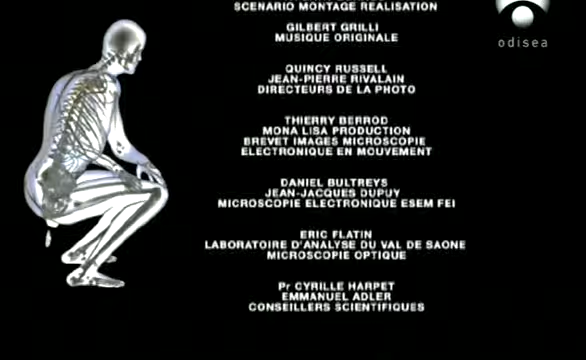 SCENARIO MONTAGE REALISATION
odisea
GILBERT GRILLI
MUSIQUE ORIGINALE
QUINCY RUSSELL
JEAN-PIERRE RIVALAIN
DIRECTEURS DE LA PHOTO
THIERRY BERROD
MONA LISA PRODUCTION
BREVET IMAGES MICROSCOPIE
ELECTRONIQUE EN MOUVEMENT
DANIEL BULTREYS
JEAN-JACQUES DUPUY
MICROSCOPIE ELECTRONIQUE ESEM FEI
ERIC FLATIN
LABORATOIRE D'ANALYSE DU VAL DE SAONE
MICROSCOPIE OPTIQUE
Pr CYRILLE HARPET
EMMANUEL ADLER
CONSEILLERS SCIENTIFIQUES